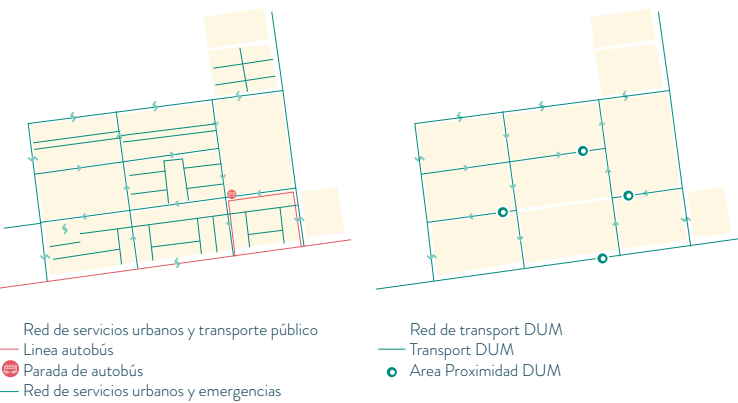 Red de servicios urbanos y transporte público
Linea autobús
Parada de autobús
Red de servicios urbanos y emergencias
Red de transport DUM
Transport DUM
Area Proximidad DUM